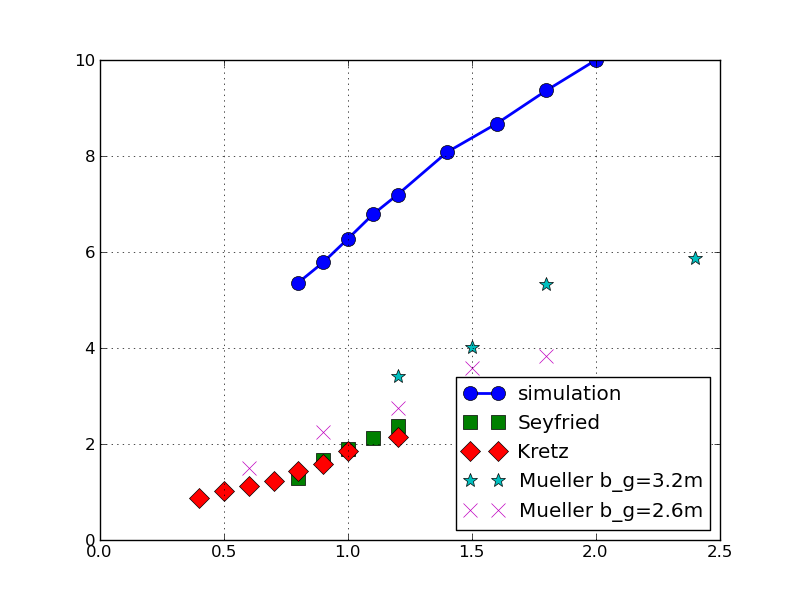 10
8
6
4
2
0
simulation
Seyfried
Kretz
Mueller b_g=3.2m
Mueller b_g=2.6m
0.0 0.5 1.0 1.5 2.0 2.5